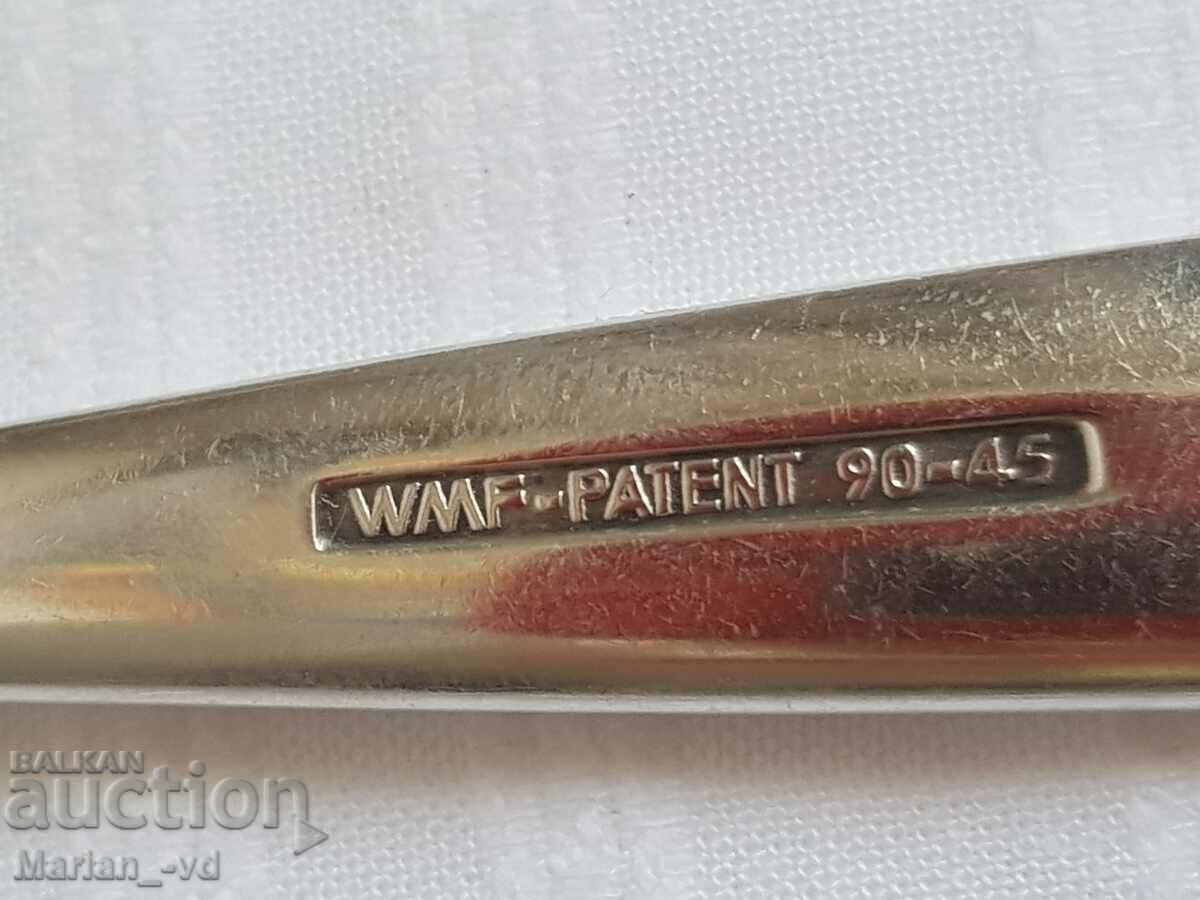 WMF-PATENT 90-45
BALKAN
auction
Marian_-vd